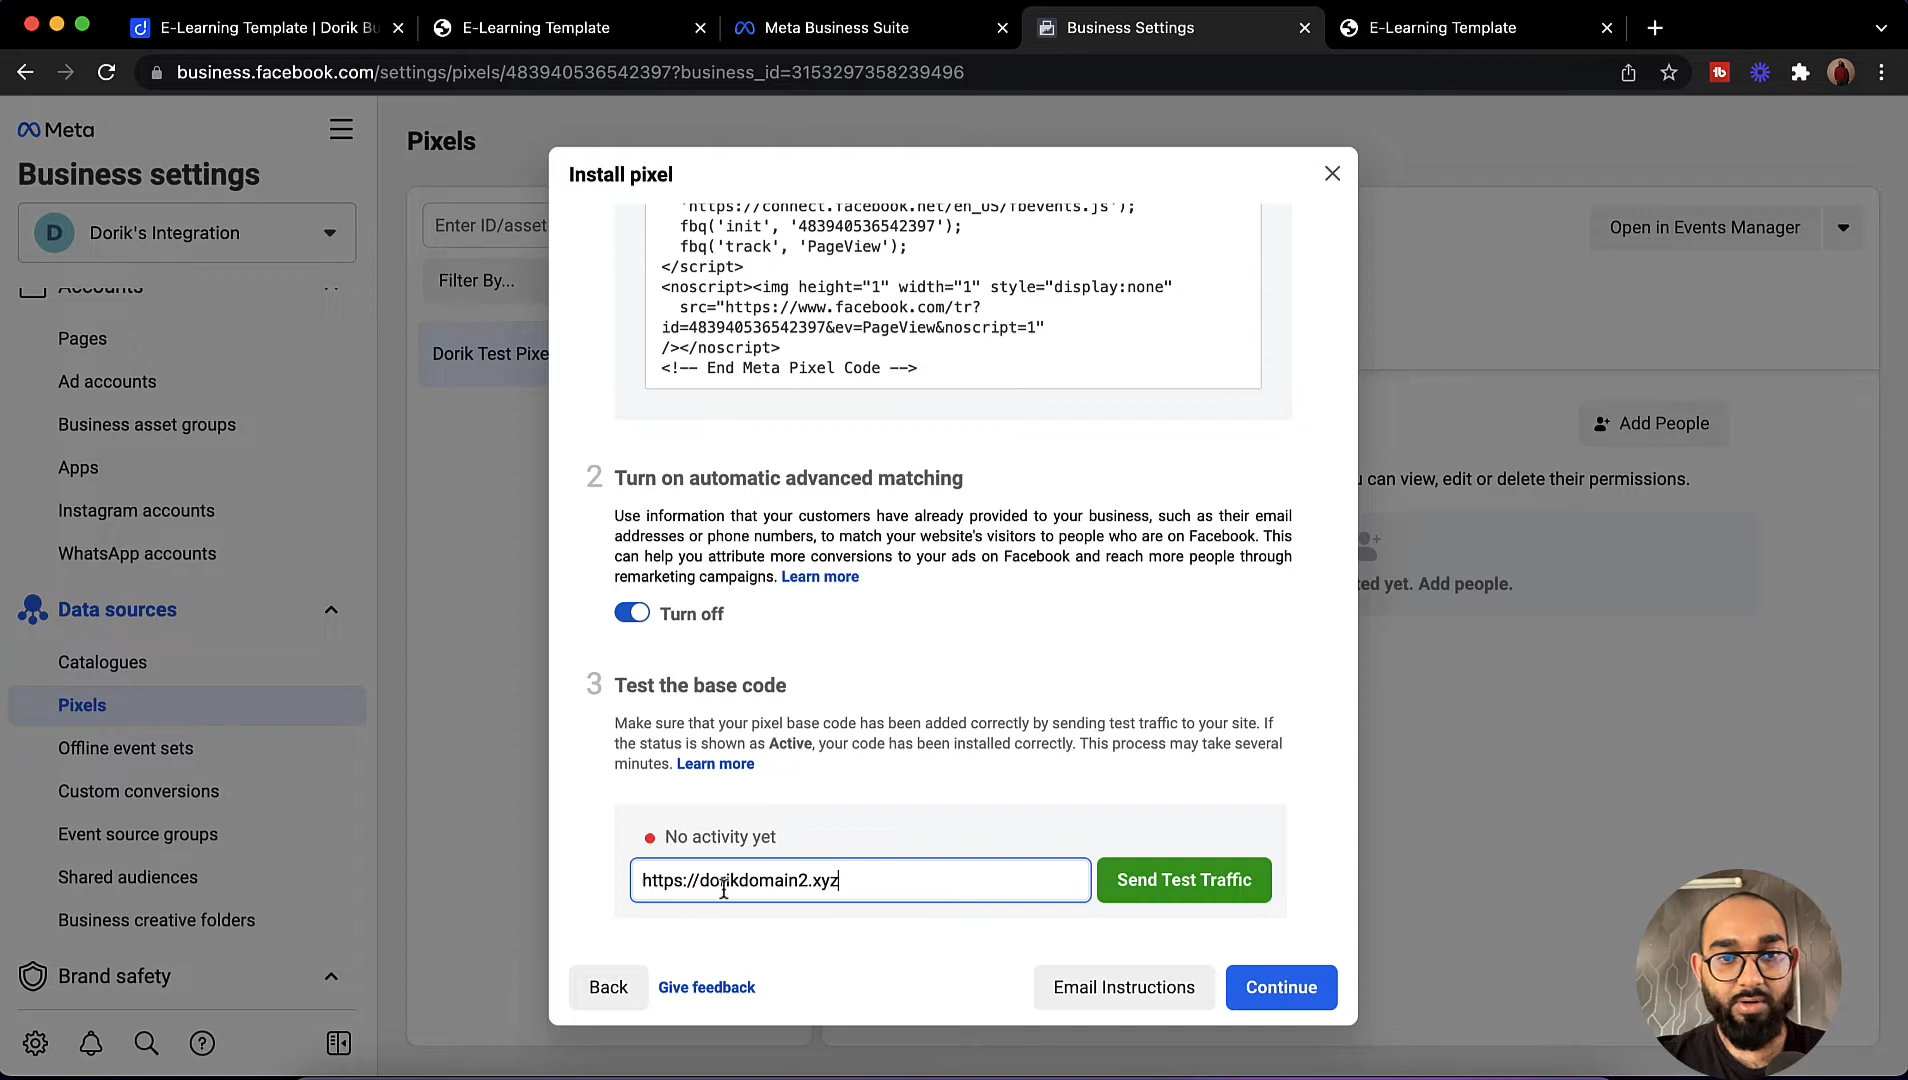 E-Learning Template | Dorik Bu
E-Learning Template
Meta Business Suite
Business Settings
E-Learning Template
business.facebook.com/settings/pixels/483940536542397?business_id=3153297358239496
Meta
Business settings
D
Dorik's Integration
Accounts
Pages
Ad accounts
Business asset groups
Apps
Instagram accounts
WhatsApp accounts
Data sources
Catalogues
Pixels
Offline event sets
Custom conversions
Event source groups
Shared audiences
Business creative folders
Brand safety
Pixels
Enter ID/asset
Filter By...
Dorik Test Pixe
Open in Events Manager
Add People
u can view, edit or delete their permissions.
ted yet. Add people.
Install pixel
'https://connect.facebook.net/en_US/fbevents.js');
fbq('init', '483940536542397');
fbq('track', 'PageView');
</script>
<noscript><img height="1" width="1" style="display:none"
src="https://www.facebook.com/tr?
id=483940536542397&ev=PageView&noscript=1"
/></noscript>
<!-- End Meta Pixel Code -->
2 Turn on automatic advanced matching
Use information that your customers have already provided to your business, such as their email
addresses or phone numbers, to match your website's visitors to people who are on Facebook. This
can help you attribute more conversions to your ads on Facebook and reach more people through
remarketing campaigns. Learn more
Turn off
3 Test the base code
Make sure that your pixel base code has been added correctly by sending test traffic to your site. If
the status is shown as Active, your code has been installed correctly. This process may take several
minutes. Learn more
No activity yet
https://dorikdomain2.xyz
Send Test Traffic
Back
Give feedback
Email Instructions
Continue